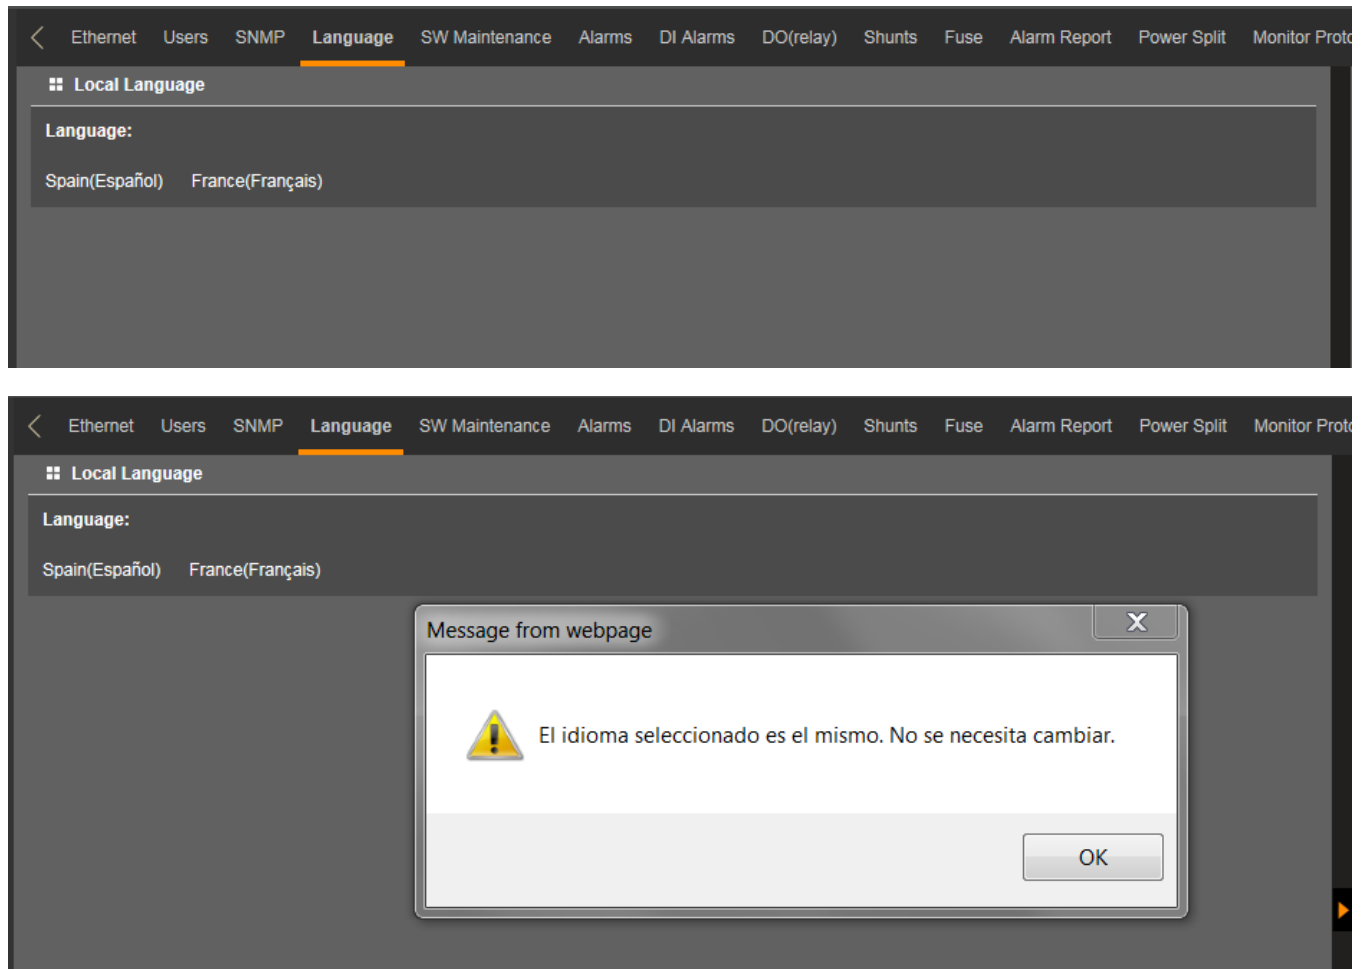 Ethernet Users SNMP Language SW Maintenance Alarms DI Alarms DO(relay) Shunts Fuse Alarm Report Power Split Monitor
Local Language
Language:
Spain(Español) France(Français)
Ethernet Users SNMP Language SW Maintenance Alarms DI Alarms DO(relay) Shunts Fuse Alarm Report Power Split Monitor
Local Language
Language:
Spain(Español) France(Français)
Message from webpage
X
El idioma seleccionado es el mismo. No se necesita cambiar.
OK